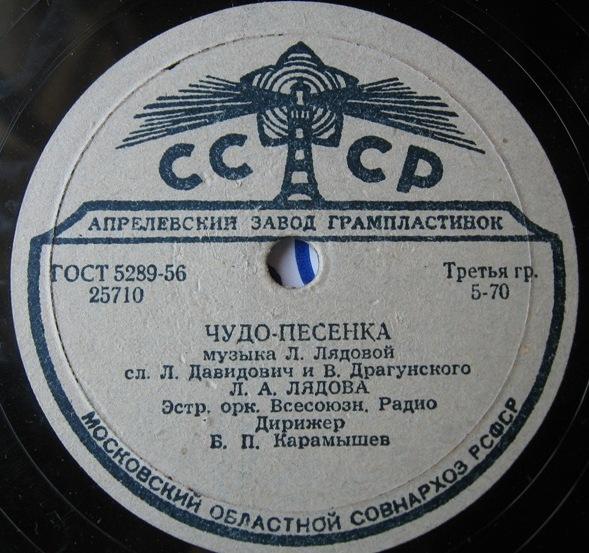 СССР
АПРЕЛЕВСКИЙ ЗАВОД ГРАМПЛАСТИНОК
ГОСТ 5289-56
25710
Третья гр.
5-70
ЧУДО-ПЕСЕНКА
музыка Л. Лядовой
сл. Л. Давидович и В. Драгунского
Л. А. ЛЯДОВА
Эстр. орк. Всесоюзн. Радио
Дирижер
Б. П. Карамышев
МОСКОВСКИЙ ОБЛАСТНОЙ СОВНАРХОЗ РСФСР